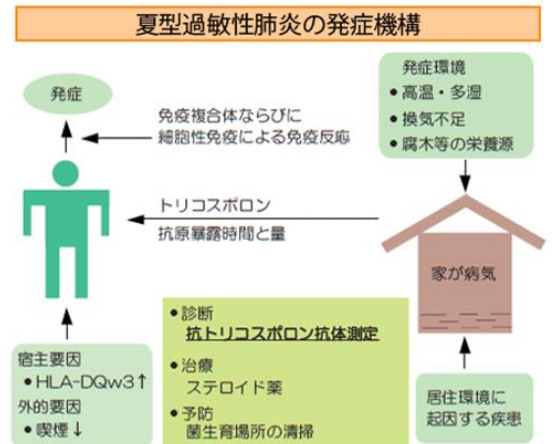 夏型過敏性肺炎の発症機構
発症
免疫複合体ならびに
細胞性免疫による免疫反応
発症環境
●高温・多湿
●換気不足
●腐木等の栄養源
トリコスポロン
抗原暴露時間と量
家が病気
宿主要因
●HLA-DQw3↑
外的要因
●喫煙↓
●診断
抗トリコスポロン抗体測定
●治療
ステロイド薬
●予防
菌生育場所の清掃
居住環境に
起因する疾患